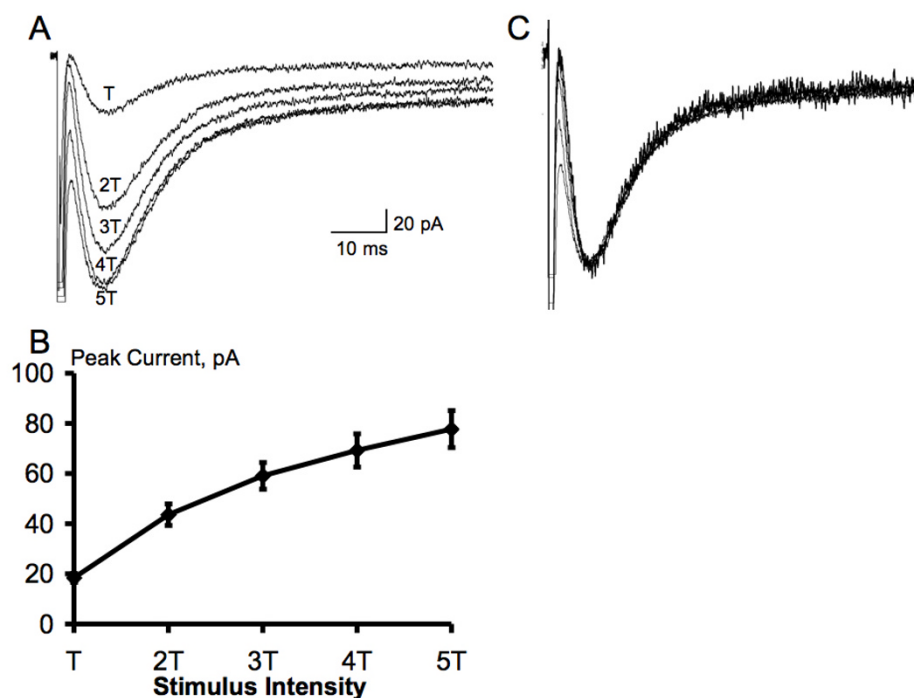 A
C
T
2T
3T
4T
5T
20 pA
10 ms
B
Peak Current, pA
100
80
60
40
20
0
T 2T 3T 4T 5T
Stimulus Intensity